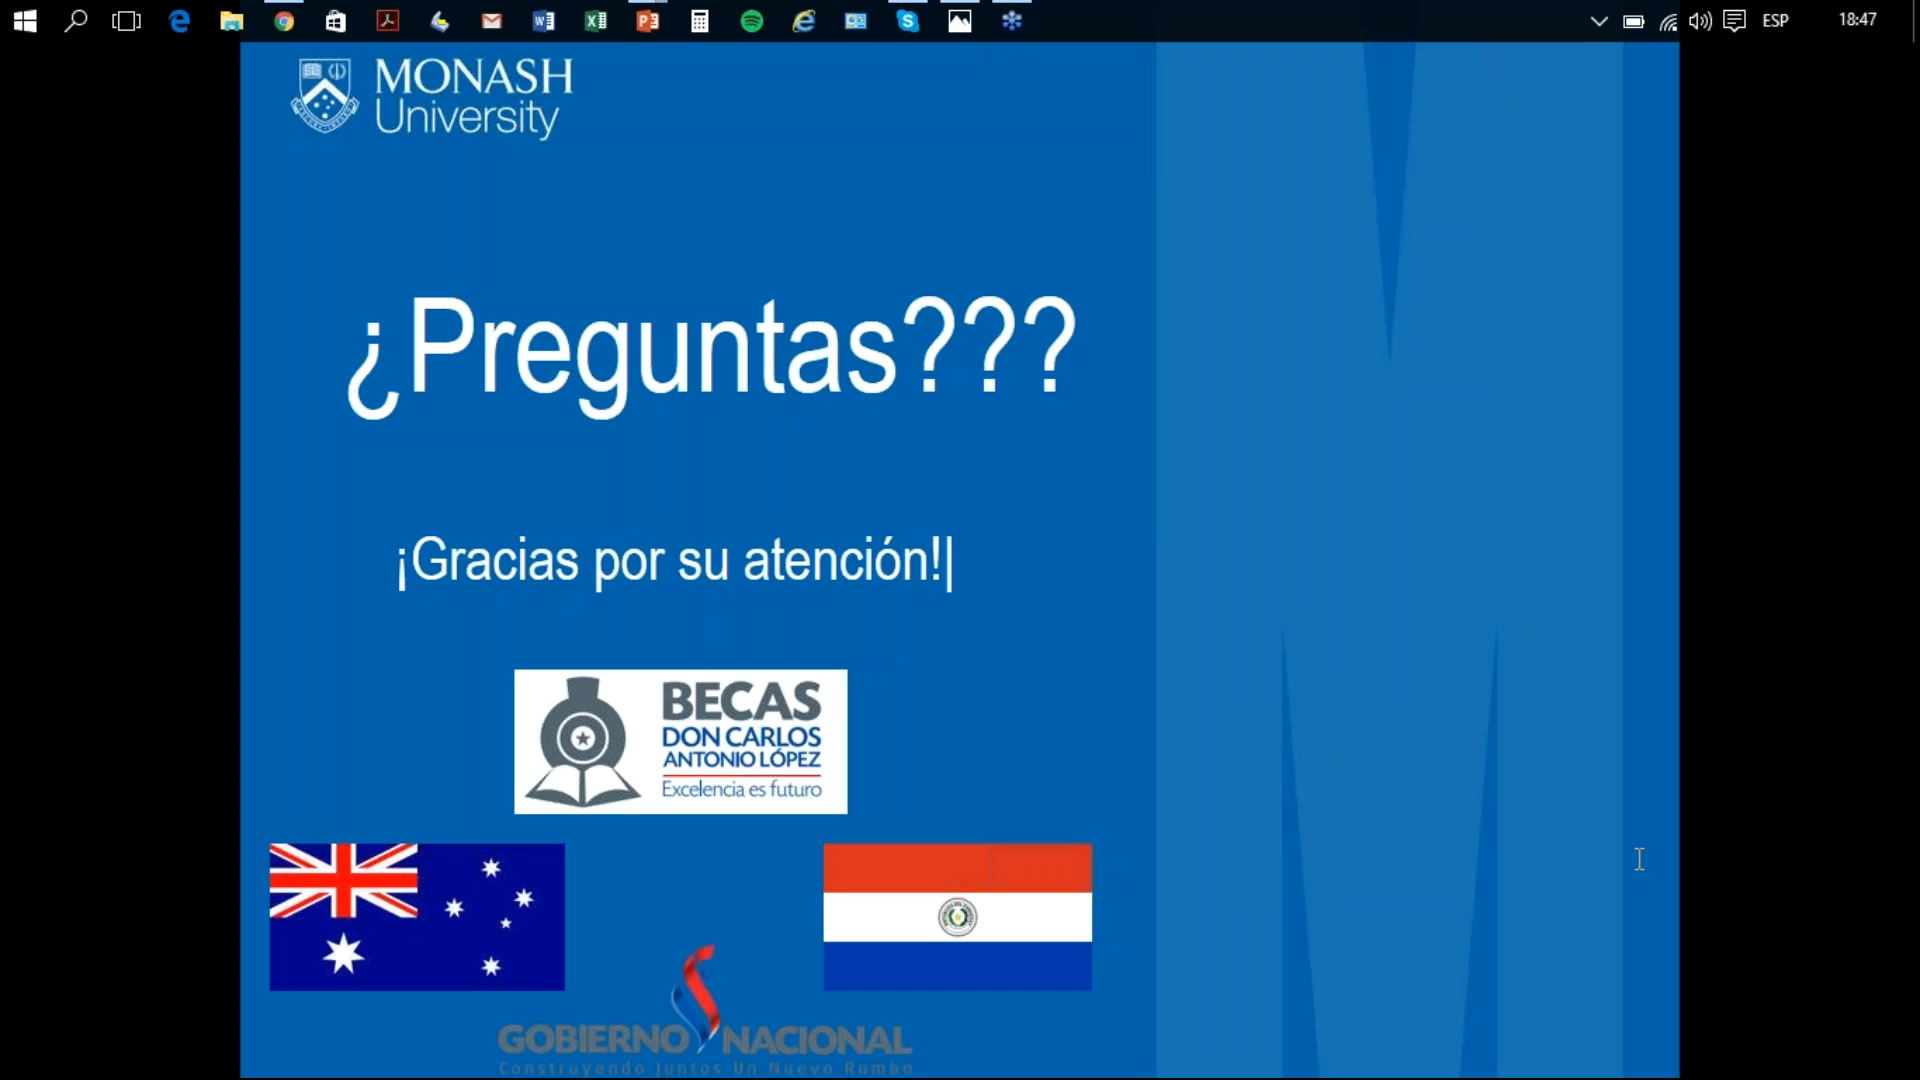 ESP
18:47
MONASH
University
¿Preguntas???
¡Gracias por su atención!
BECAS
DON CARLOS
ANTONIO LÓPEZ
Excelencia es futuro
GOBIERNO NACIONAL
Construyendo Juntos Un Nuevo Rumbo